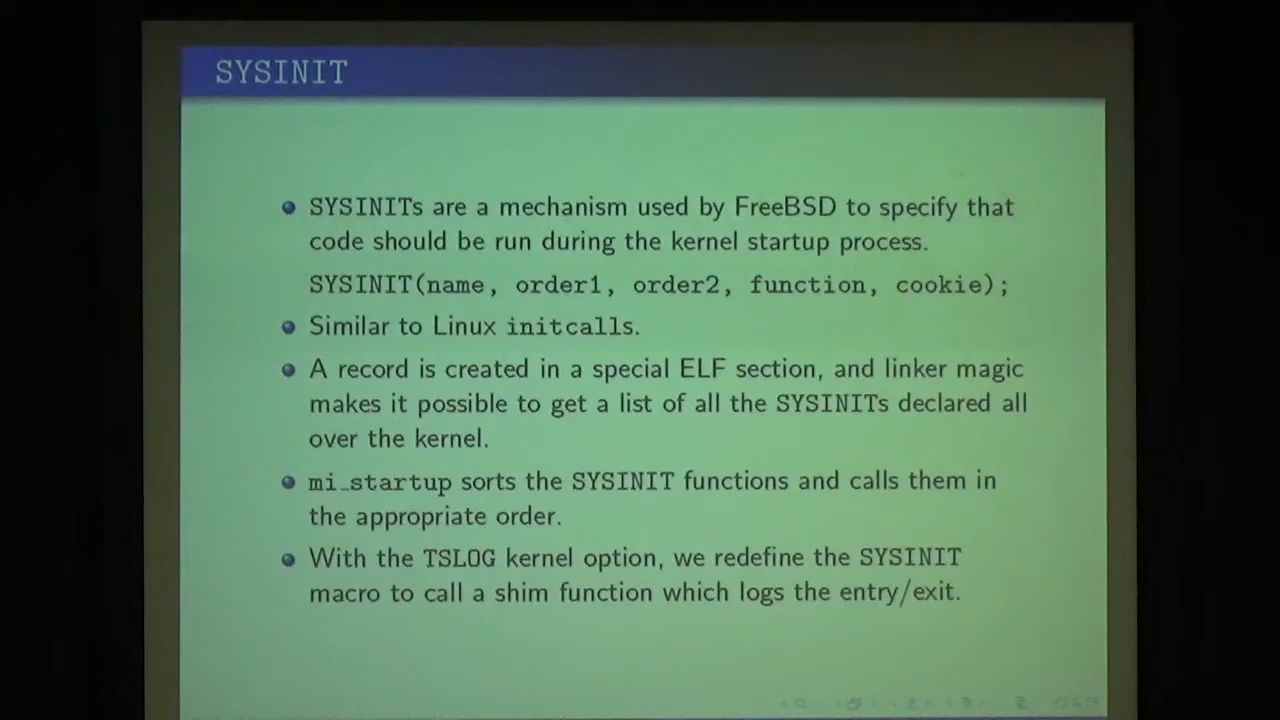 SYSINIT
SYSINITs are a mechanism used by FreeBSD to specify that
code should be run during the kernel startup process.
SYSINIT(name, order1, order2, function, cookie);
Similar to Linux initcalls.
A record is created in a special ELF section, and linker magic
makes it possible to get a list of all the SYSINITs declared all
over the kernel.
mi_startup sorts the SYSINIT functions and calls them in
the appropriate order.
With the TSLOG kernel option, we redefine the SYSINIT
macro to call a shim function which logs the entry/exit.